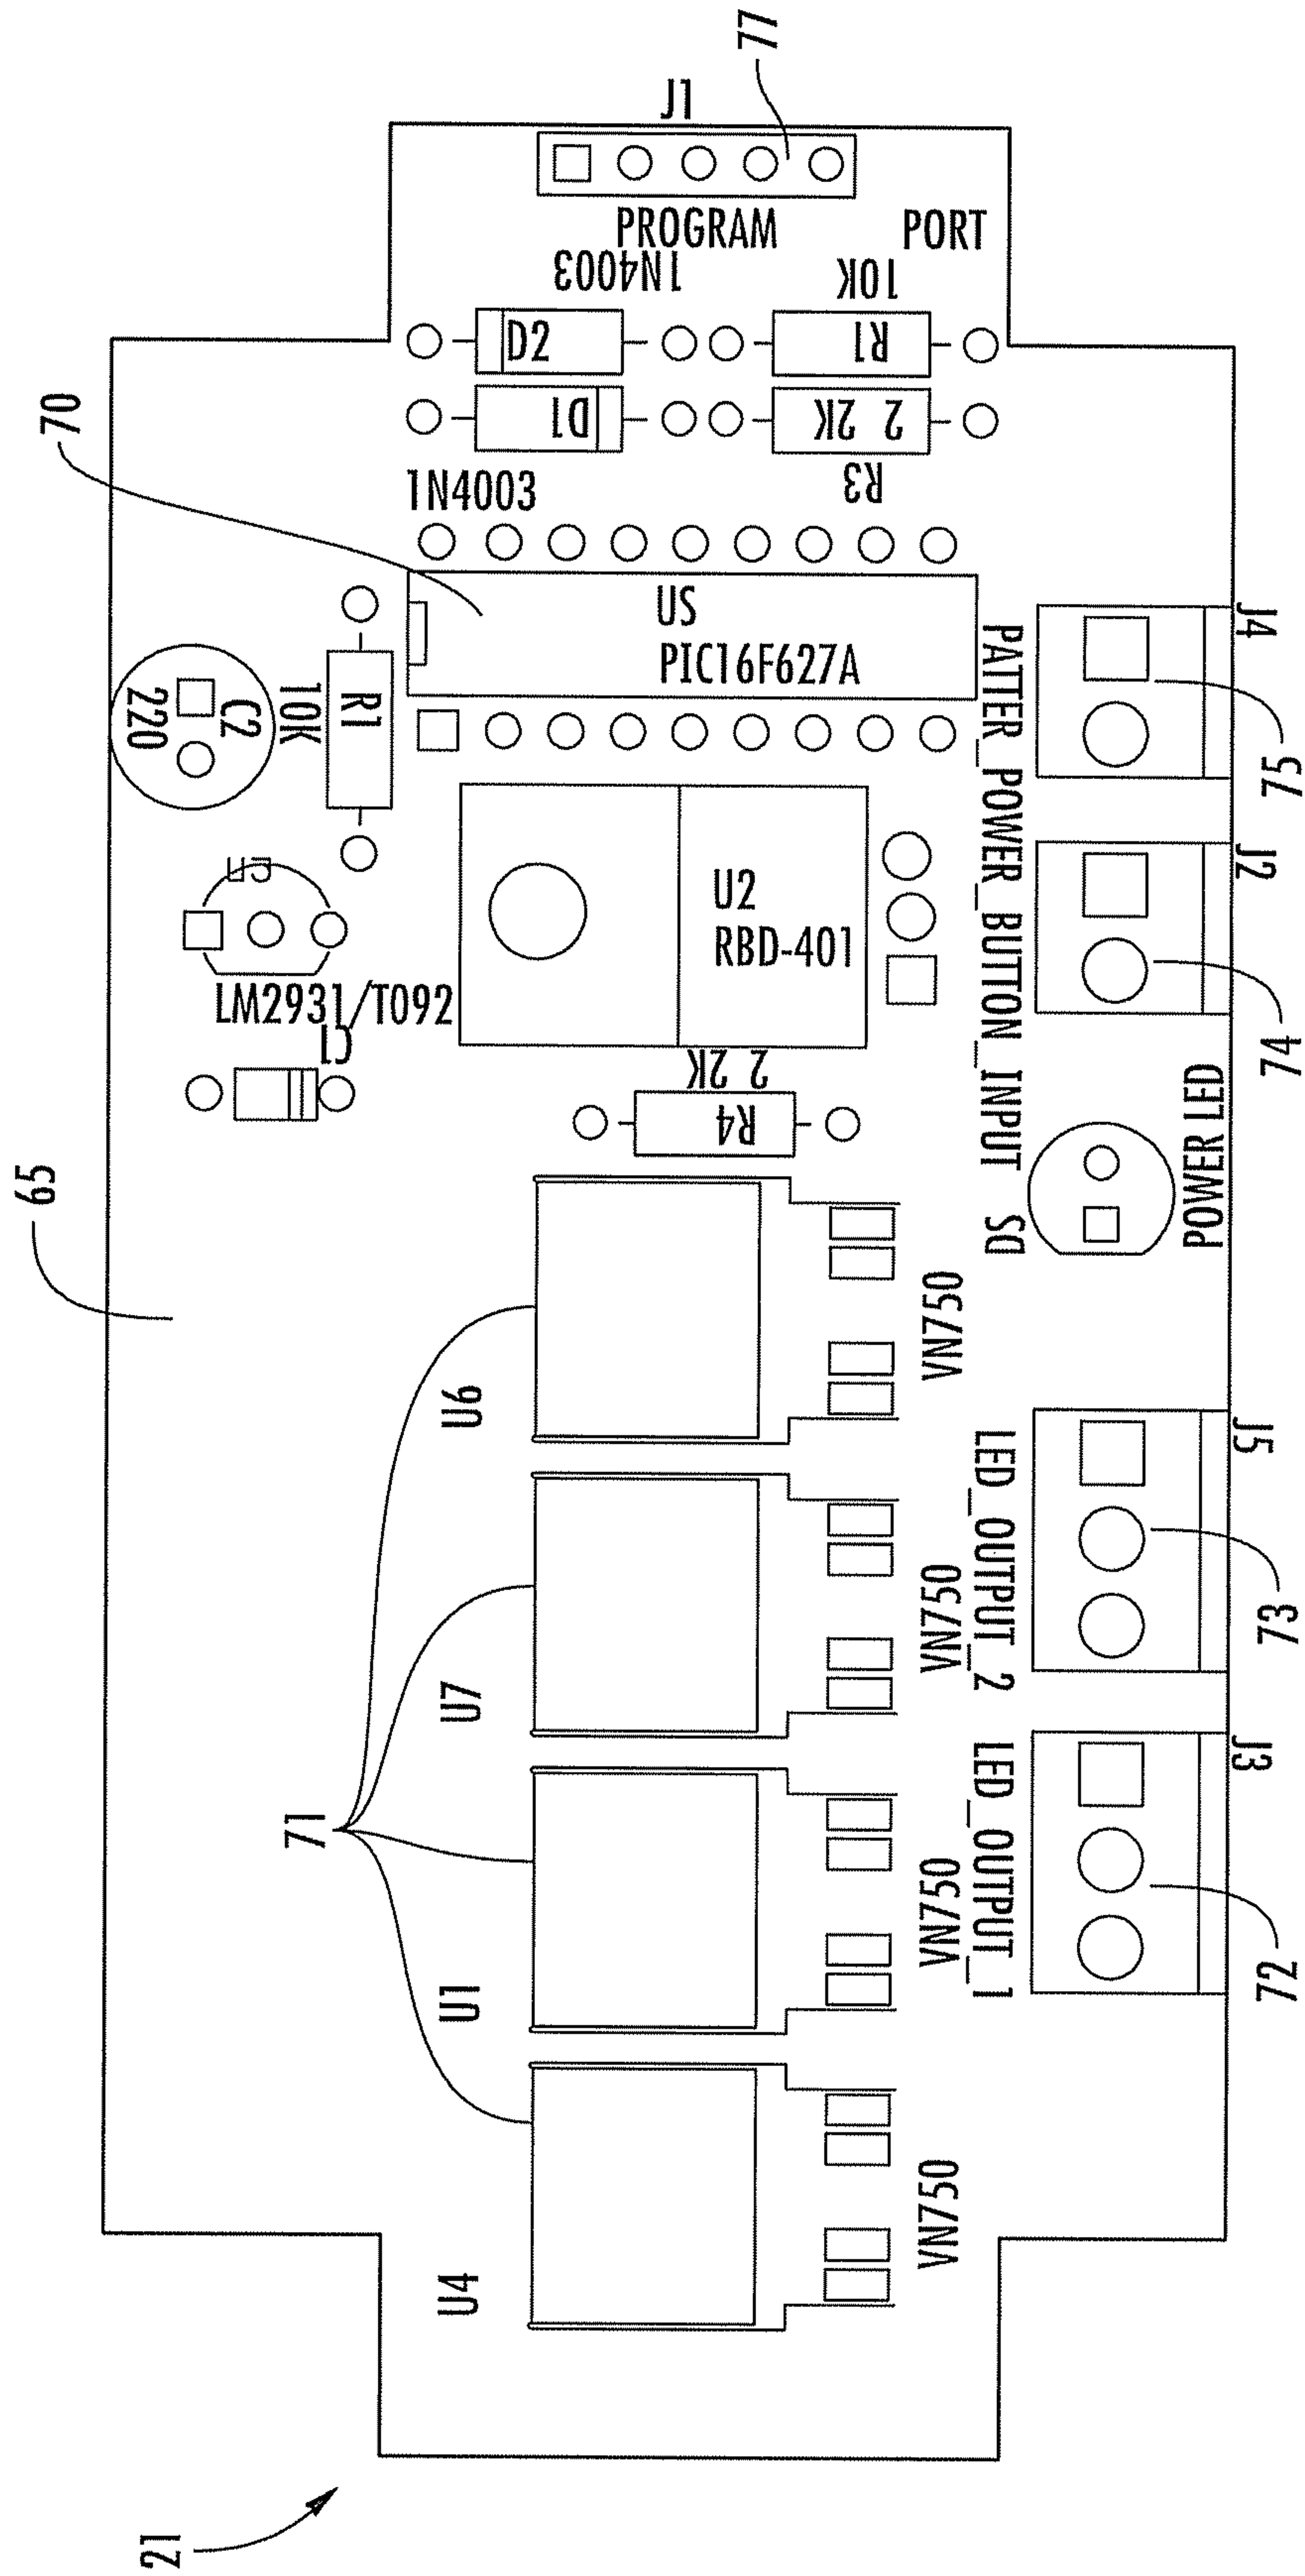 77
J1
PROGRAM
PORT
1N4003
10K
D2
R1
D1
2 2K
R3
1N4003
70
US
PIC16F627A
J4
75
220
C2
10K
R1
PATTER_POWER_BUTTON_INPUT
J2
74
U2
RBD-401
LM2931/T092
C1
2 2K
R4
POWER LED
SG
65
U6
VN750
J5
LED_OUTPUT_2
73
U7
VN750
71
J3
LED_OUTPUT_1
72
U1
VN750
U4
VN750
21